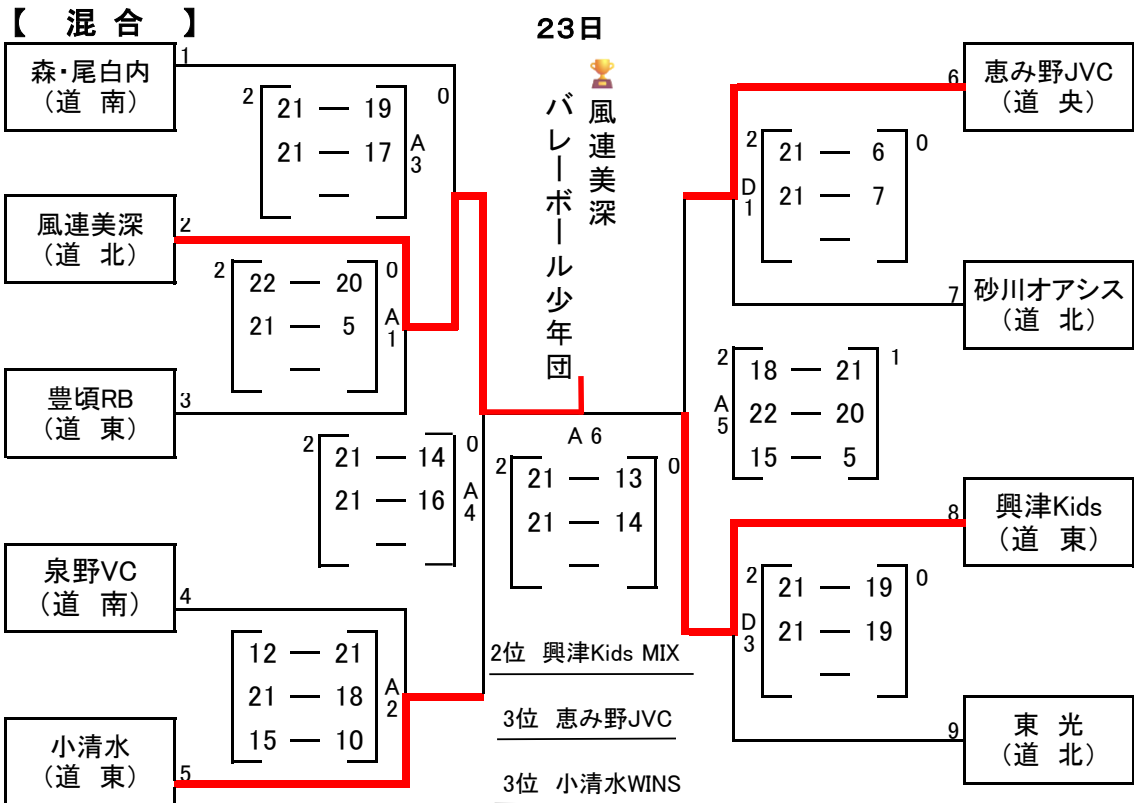 【 混 合 】
23日
🏆風連美深
バレーボール少年団
1
森・尾白内
(道 南)
2 21 ― 19 0
21 ― 17
―
A3
2
風連美深
(道 北)
2 22 ― 20 0
21 ― 5
―
A1
3
豊頃RB
(道 東)
2 21 ― 14 0
21 ― 16
―
A4
4
泉野VC
(道 南)
12 ― 21
21 ― 18
15 ― 10
A2
5
小清水
(道 東)
A 6
2 21 ― 13 0
21 ― 14
―
2位 興津Kids MIX
3位 恵み野JVC
3位 小清水WINS
6
恵み野JVC
(道 央)
2 21 ― 6 0
21 ― 7
―
D1
7
砂川オアシス
(道 北)
2 18 ― 21 1
22 ― 20
15 ― 5
A5
8
興津Kids
(道 東)
2 21 ― 19 0
21 ― 19
―
D3
9
東 光
(道 北)